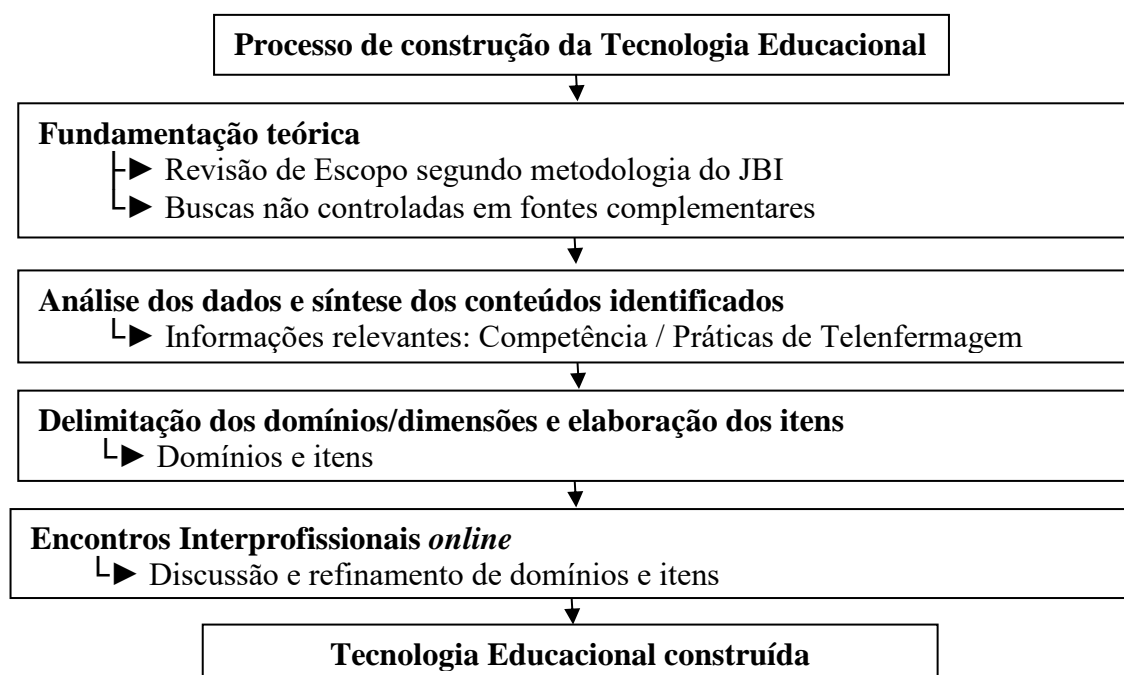 Processo de construção da Tecnologia Educacional
Fundamentação teórica
Revisão de Escopo segundo metodologia do JBI
Buscas não controladas em fontes complementares
Análise dos dados e síntese dos conteúdos identificados
Informações relevantes: Competência / Práticas de Telenfermagem
Delimitação dos domínios/dimensões e elaboração dos itens
Domínios e itens
Encontros Interprofissionais online
Discussão e refinamento de domínios e itens
Tecnologia Educacional construída